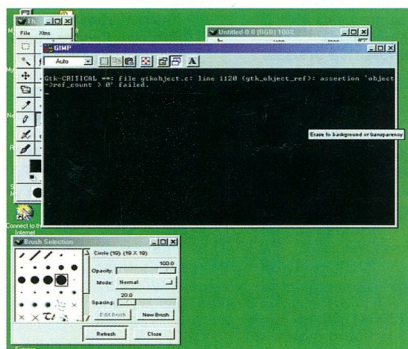 File Xtns
Untitled-0.0 (RGB) 100%
GIMP
Auto
A
Gtk-CRITICAL **: file gtkobject.c: line 1120 (gtk_object_ref): assertion 'object
->ref_count > 0' failed.
Erase to background or transparency
Connect to the
Internet
Brush Selection
Circle (19) (19 X 19)
100.0
Opacity:
Mode: Normal
20.0
Spacing:
Edit Brush New Brush
Refresh Close